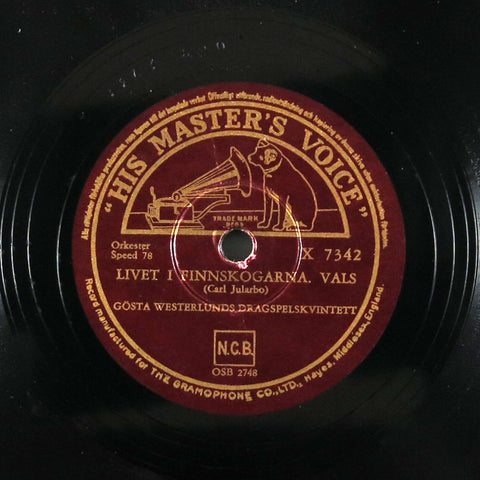 "HIS MASTER'S VOICE"
TRADE MARK
Orkester
Speed 78
X 7342
LIVET I FINNSKOGARNA. VALS
(Carl Jularbo)
GÖSTA WESTERLUNDS DRAGSPELSKVINTETT
N.C.B.
OSB 2748
Record manufactured for THE GRAMOPHONE CO., LTD., Hayes, Middlesex, England.